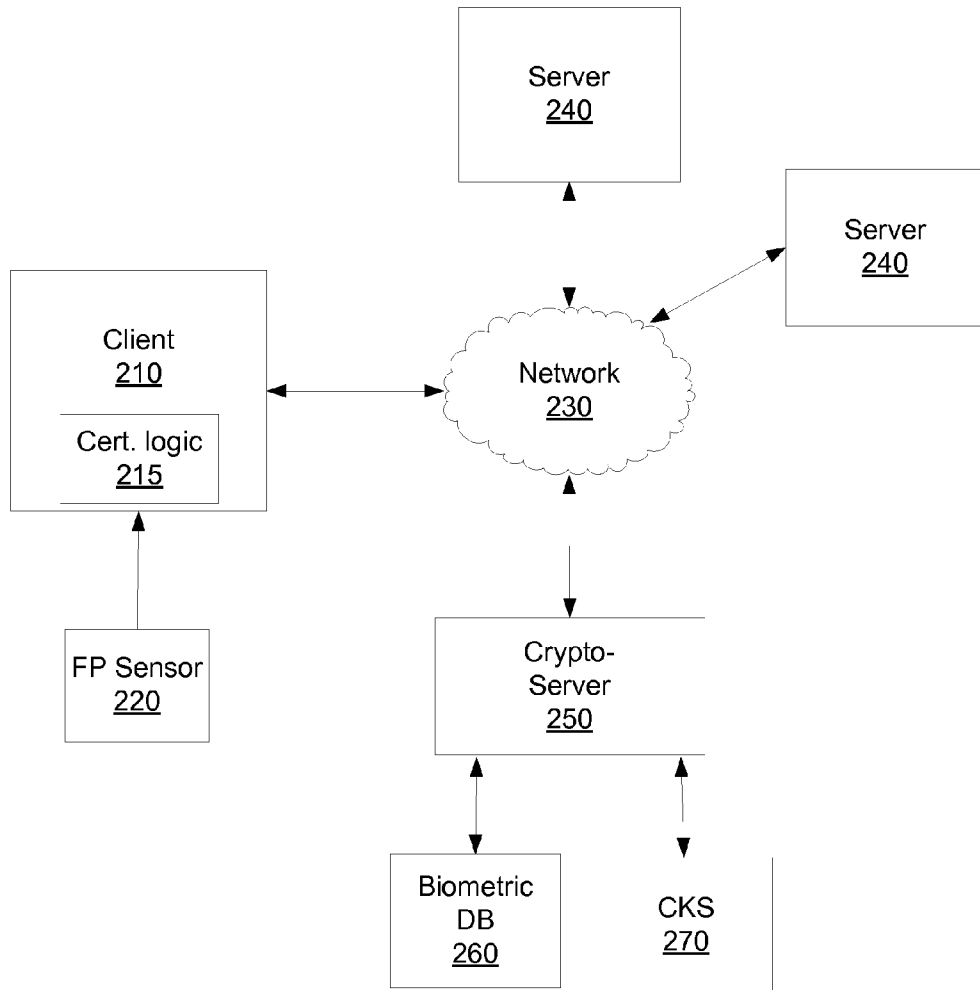 Server
240
Server
240
Client
210
Cert. logic
215
Network
230
FP Sensor
220
Crypto-
Server
250
Biometric
DB
260
CKS
270